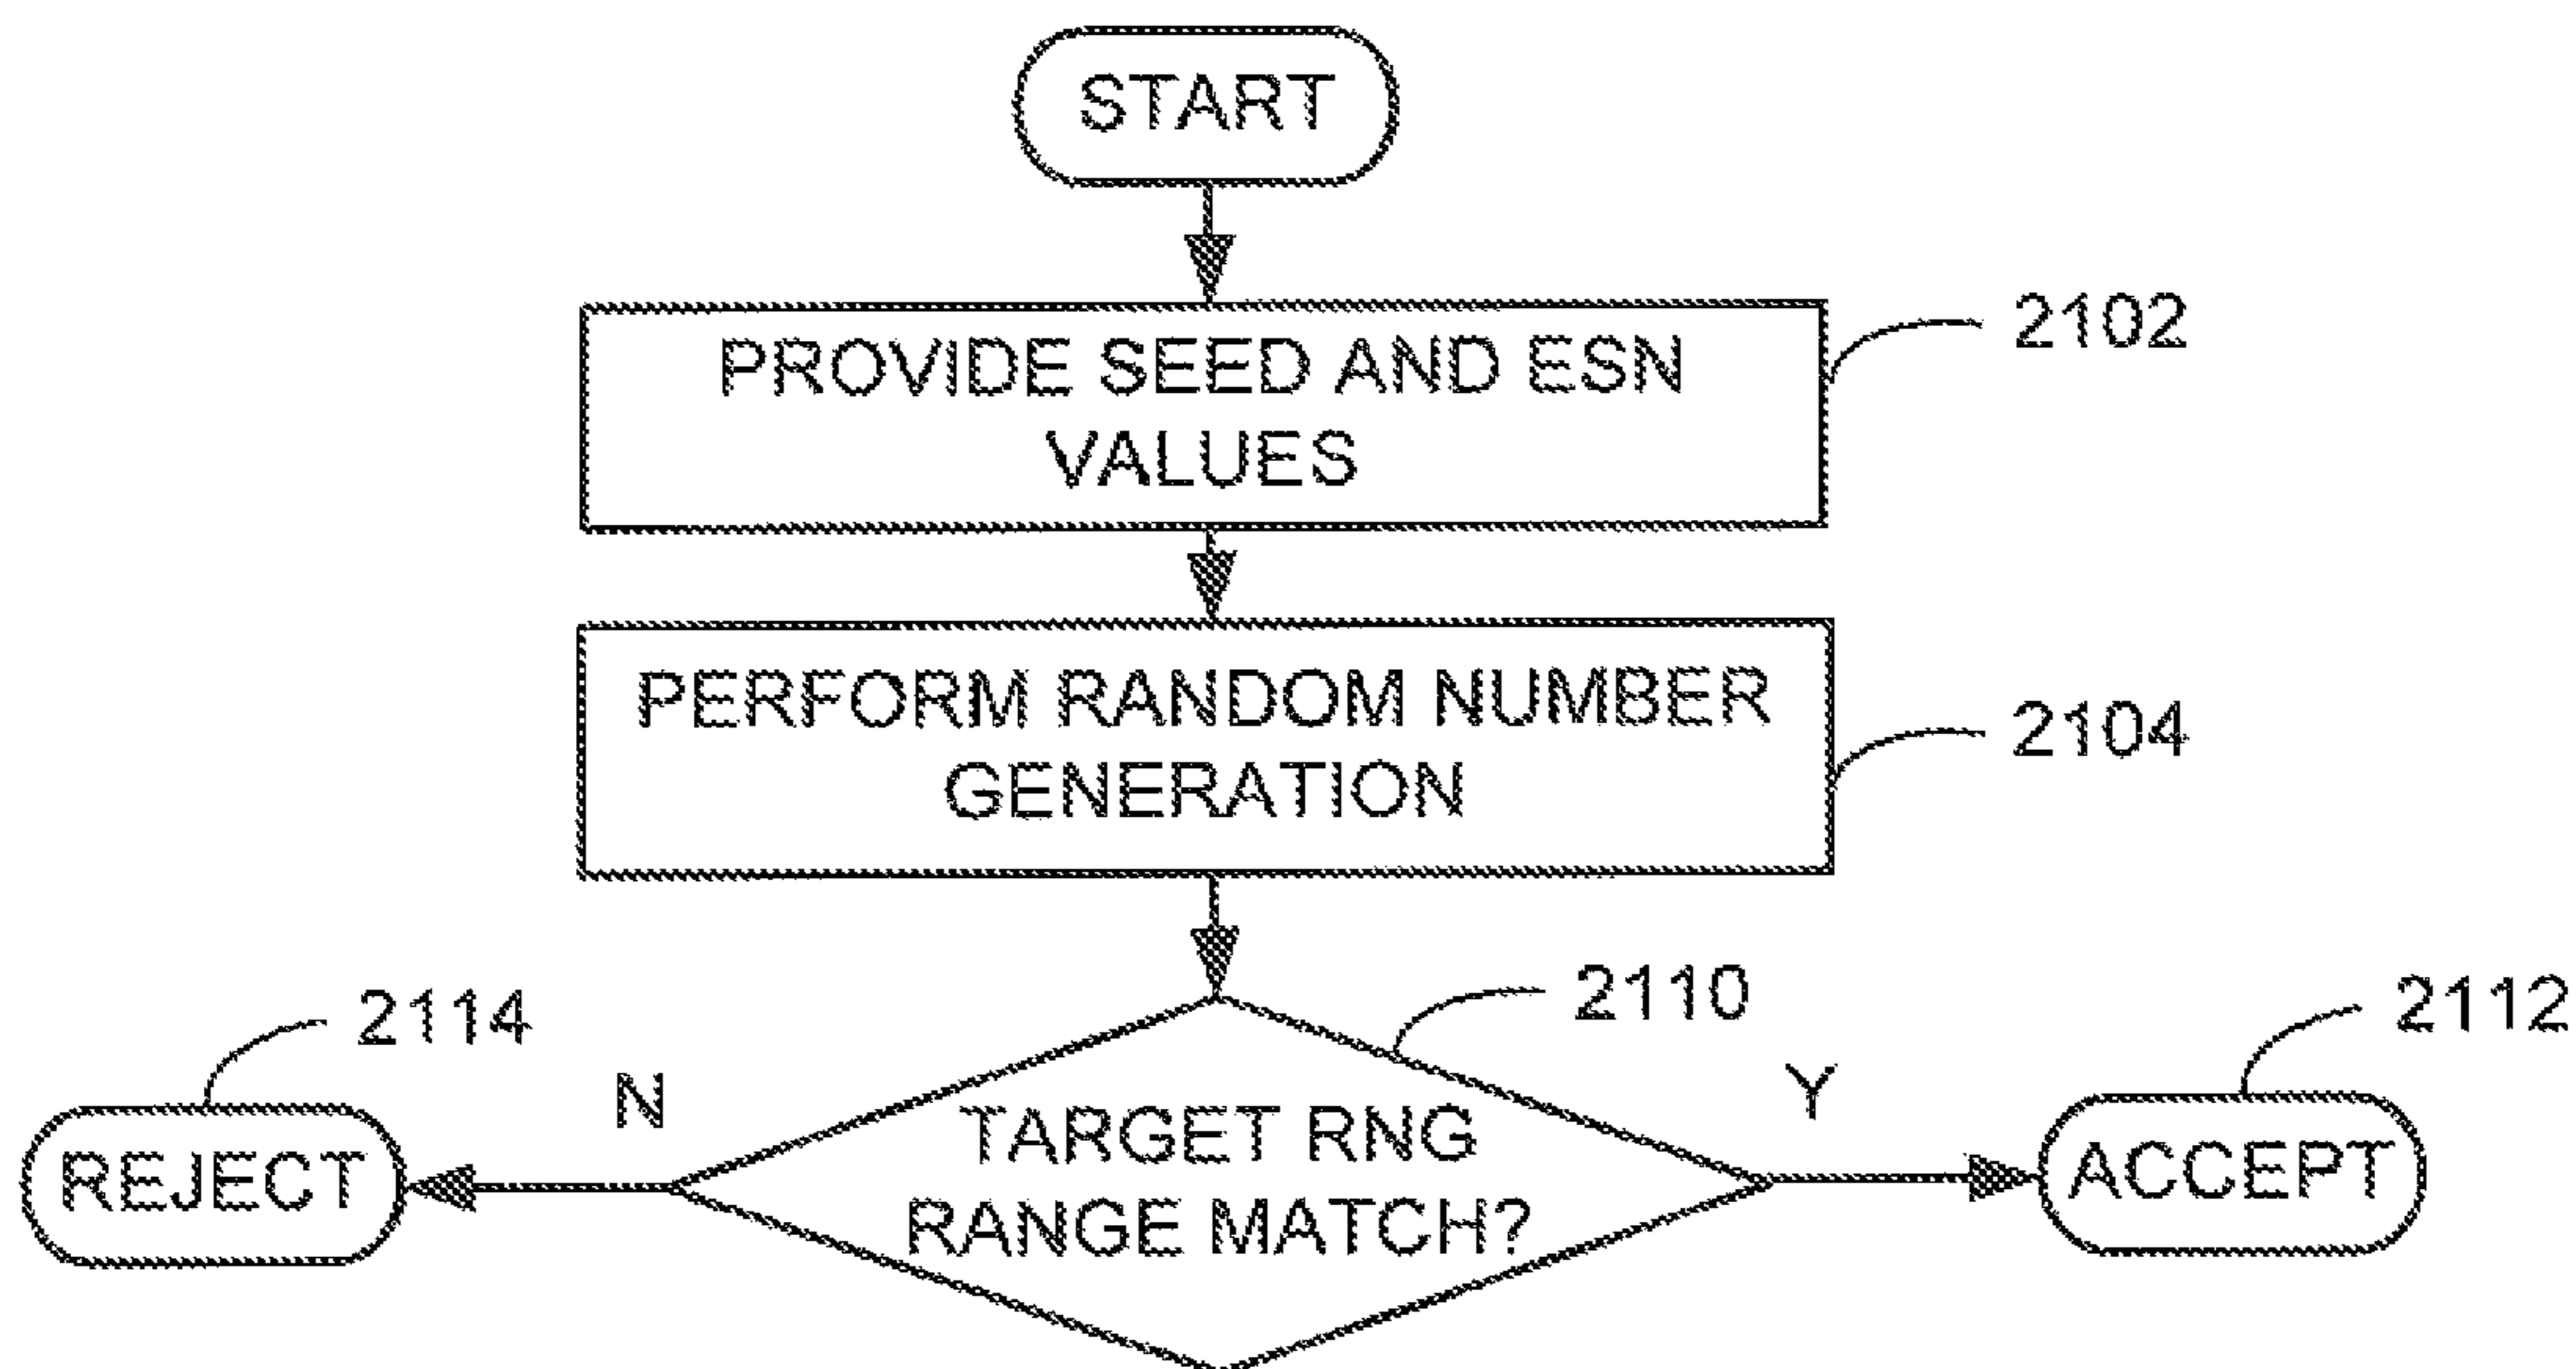 START
PROVIDE SEED AND ESN
VALUES
2102
PERFORM RANDOM NUMBER
GENERATION
2104
2114
2110
2112
N
Y
REJECT
TARGET RNG
RANGE MATCH?
ACCEPT